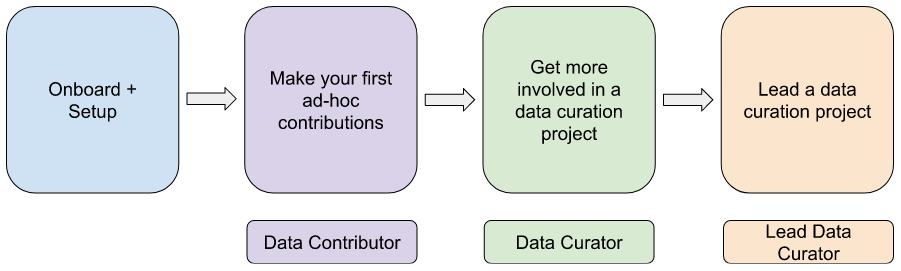 Onboard +
Setup
Make your first
ad-hoc
contributions
Get more
involved in a
data curation
project
Lead a data
curation project
Data Contributor
Data Curator
Lead Data
Curator